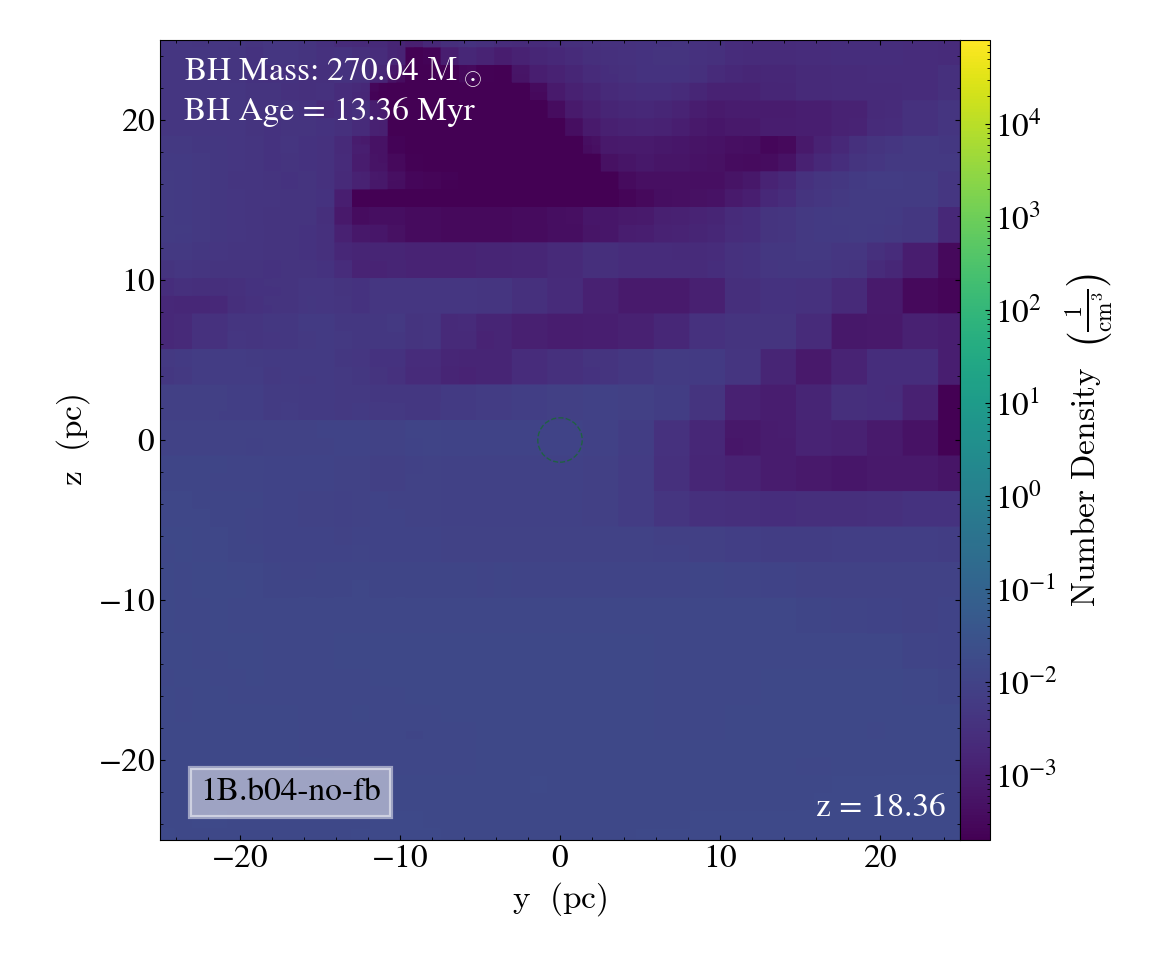 BH Mass: 270.04 M☉
BH Age = 13.36 Myr
20
10
0
−10
−20
z (pc)
1B.b04-no-fb
z = 18.36
−20 −10 0 10 20
y (pc)
10⁴
10³
10²
10¹
10⁰
10⁻¹
10⁻²
10⁻³
Number Density (1/cm³)